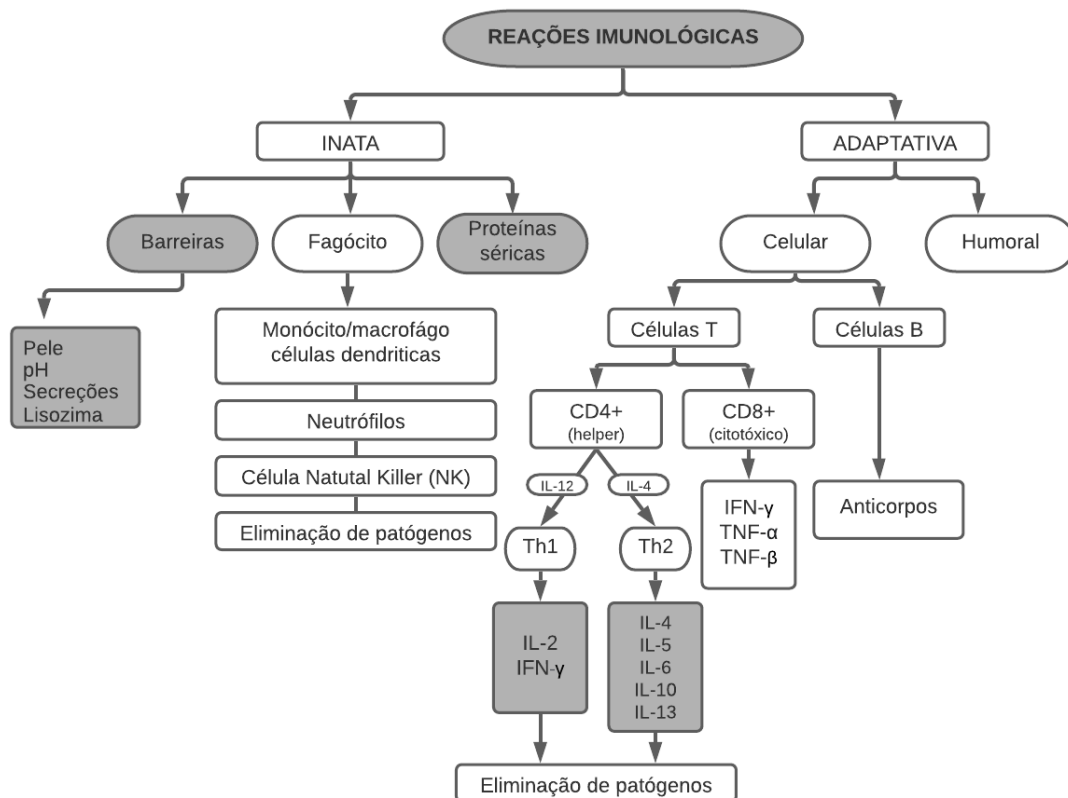 REAÇÕES IMUNOLÓGICAS
INATA
ADAPTATIVA
Barreiras
Fagócito
Proteínas
séricas
Celular
Humoral
Pele
pH
Secreções
Lisozima
Monócito/macrofágo
células dendriticas
Neutrófilos
Célula Natutal Killer (NK)
Eliminação de patógenos
Células T
Células B
CD4+
(helper)
CD8+
(citotóxico)
IL-12
IL-4
Th1
Th2
IFN-γ
TNF-α
TNF-β
Anticorpos
IL-2
IFN-γ
IL-4
IL-5
IL-6
IL-10
IL-13
Eliminação de patógenos